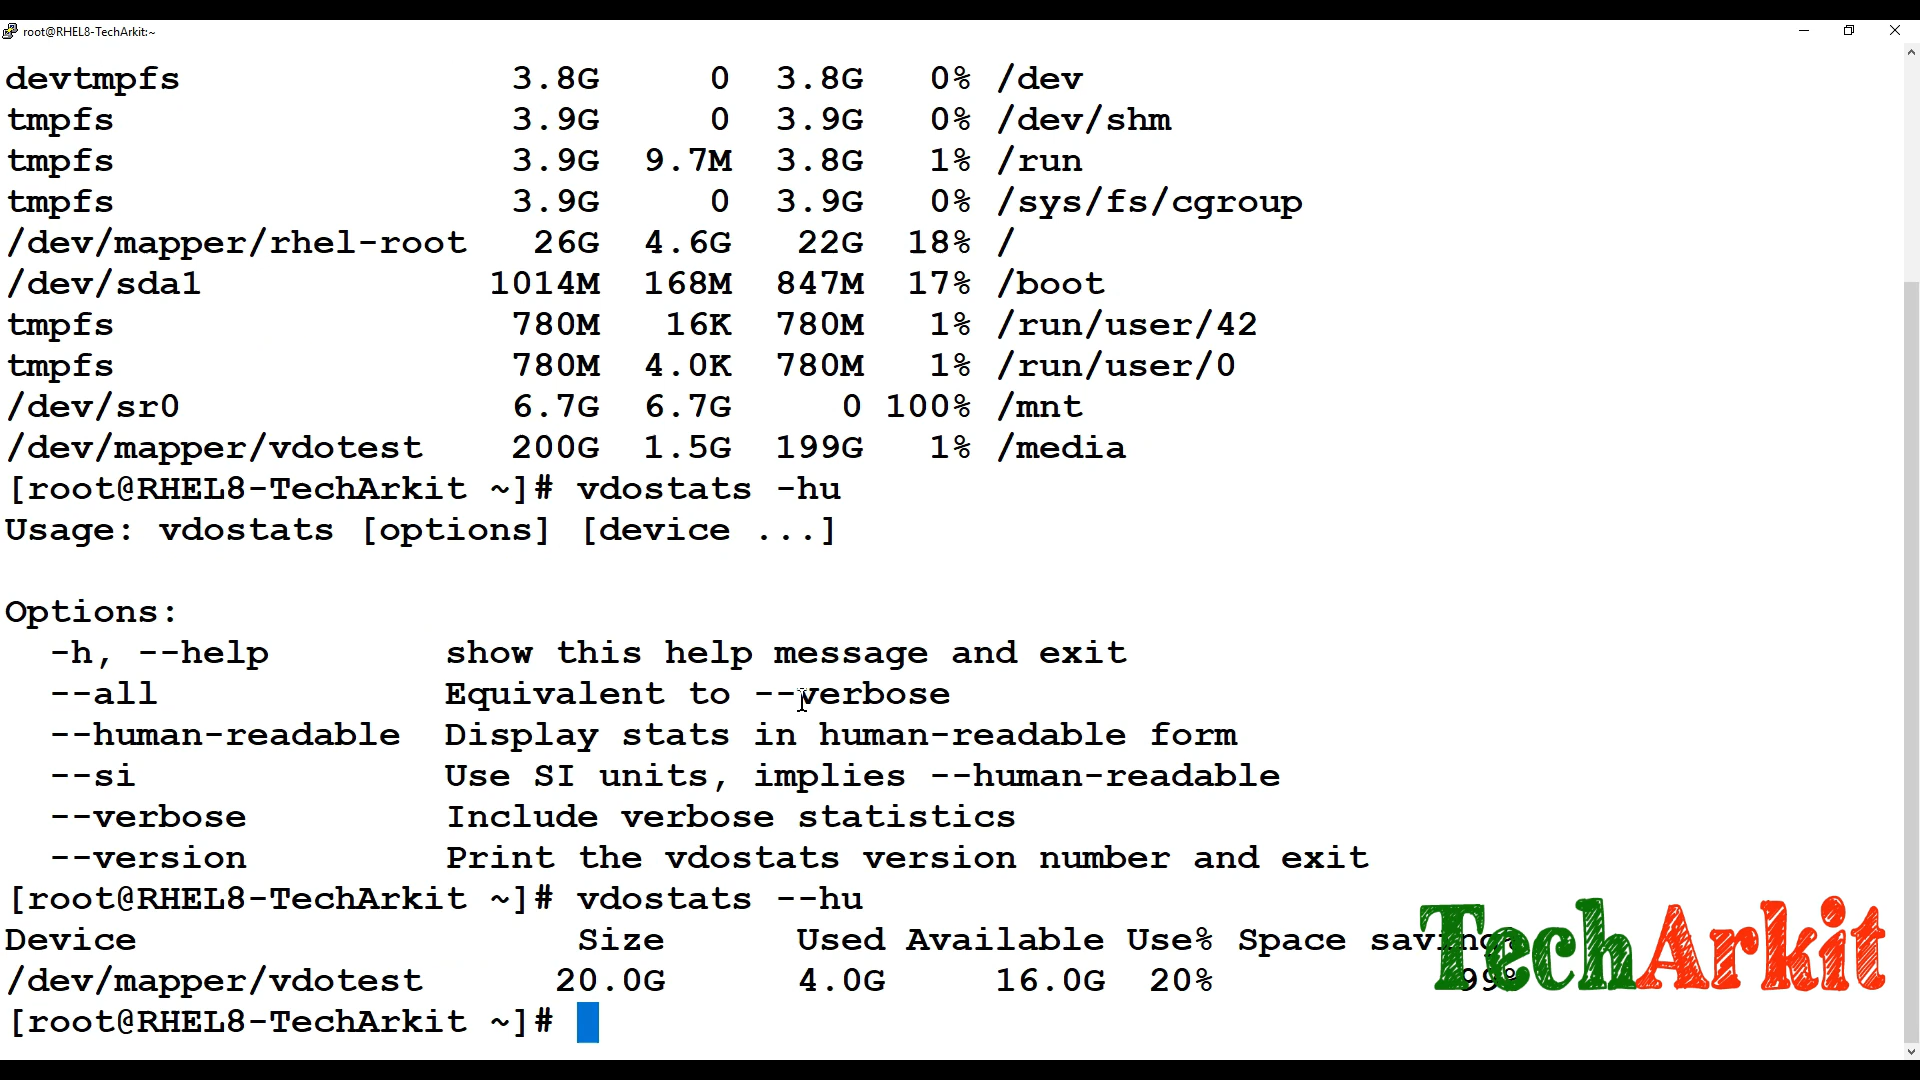 root@RHEL8-TechArkit:~
devtmpfs 3.8G 0 3.8G 0% /dev
tmpfs 3.9G 0 3.9G 0% /dev/shm
tmpfs 3.9G 9.7M 3.8G 1% /run
tmpfs 3.9G 0 3.9G 0% /sys/fs/cgroup
/dev/mapper/rhel-root 26G 4.6G 22G 18% /
/dev/sda1 1014M 168M 847M 17% /boot
tmpfs 780M 16K 780M 1% /run/user/42
tmpfs 780M 4.0K 780M 1% /run/user/0
/dev/sr0 6.7G 6.7G 0 100% /mnt
/dev/mapper/vdotest 200G 1.5G 199G 1% /media
[root@RHEL8-TechArkit ~]# vdostats -hu
Usage: vdostats [options] [device ...]
Options:
-h, --help show this help message and exit
--all Equivalent to --verbose
--human-readable Display stats in human-readable form
--si Use SI units, implies --human-readable
--verbose Include verbose statistics
--version Print the vdostats version number and exit
[root@RHEL8-TechArkit ~]# vdostats --hu
Device Size Used Available Use% Space saving%
/dev/mapper/vdotest 20.0G 4.0G 16.0G 20% 99%
[root@RHEL8-TechArkit ~]#
TechArkit